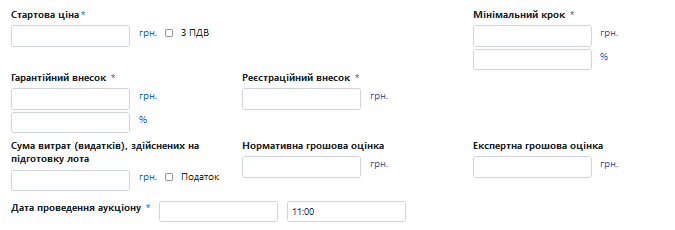 Стартова ціна *
Мінімальний крок *
грн.
З ПДВ
грн.
%
Гарантійний внесок *
Реєстраційний внесок *
грн.
грн.
%
Сума витрат (видатків), здійснених на
підготовку лота
Нормативна грошова оцінка
Експертна грошова оцінка
грн.
Податок
грн.
грн.
Дата проведення аукціону *
11:00